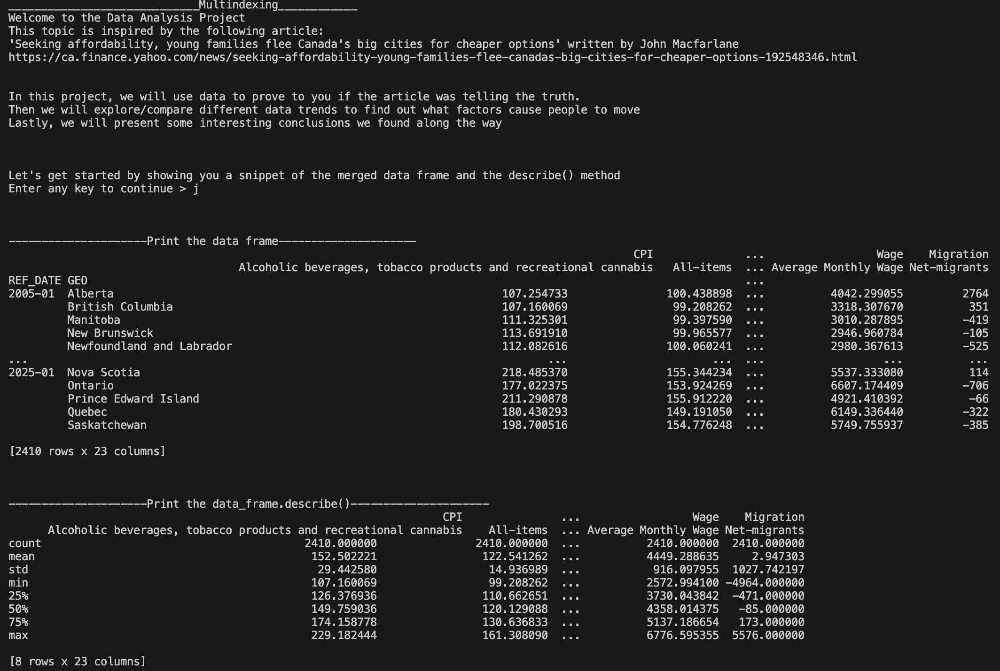 _____________________________Multindexing____________
Welcome to the Data Analysis Project
This topic is inspired by the following article:
'Seeking affordability, young families flee Canada's big cities for cheaper options' written by John Macfarlane
https://ca.finance.yahoo.com/news/seeking-affordability-young-families-flee-canadas-big-cities-for-cheaper-options-192548346.html
In this project, we will use data to prove to you if the article was telling the truth.
Then we will explore/compare different data trends to find out what factors cause people to move
Lastly, we will present some interesting conclusions we found along the way
Let's get started by showing you a snippet of the merged data frame and the describe() method
Enter any key to continue > j
---------------------Print the data frame---------------------
CPI ... Wage Migration
Alcoholic beverages, tobacco products and recreational cannabis All-items ... Average Monthly Wage Net-migrants
REF_DATE GEO ...
2005-01 Alberta 107.254733 100.438898 ... 4042.299055 2764
British Columbia 107.160069 99.208262 ... 3318.307670 351
Manitoba 111.325301 99.397590 ... 3010.287895 -419
New Brunswick 113.691910 99.965577 ... 2946.960784 -105
Newfoundland and Labrador 112.082616 100.060241 ... 2980.367613 -525
... ... ... ... ... ...
2025-01 Nova Scotia 218.485370 155.344234 ... 5537.333080 114
Ontario 177.022375 153.924269 ... 6607.174409 -706
Prince Edward Island 211.290878 155.912220 ... 4921.410392 -66
Quebec 180.430293 149.191050 ... 6149.336440 -322
Saskatchewan 198.700516 154.776248 ... 5749.755937 -385
[2410 rows x 23 columns]
---------------------Print the data_frame.describe()---------------------
CPI ... Wage Migration
Alcoholic beverages, tobacco products and recreational cannabis All-items ... Average Monthly Wage Net-migrants
count 2410.000000 2410.000000 ... 2410.000000 2410.000000
mean 152.502221 122.541262 ... 4449.288635 2.947303
std 29.442580 14.936989 ... 916.097955 1027.742197
min 107.160069 99.208262 ... 2572.994100 -4964.000000
25% 126.376936 110.662651 ... 3730.043842 -471.000000
50% 149.759036 120.129088 ... 4358.014375 -85.000000
75% 174.158778 130.636833 ... 5137.186654 173.000000
max 229.182444 161.308090 ... 6776.595355 5576.000000
[8 rows x 23 columns]